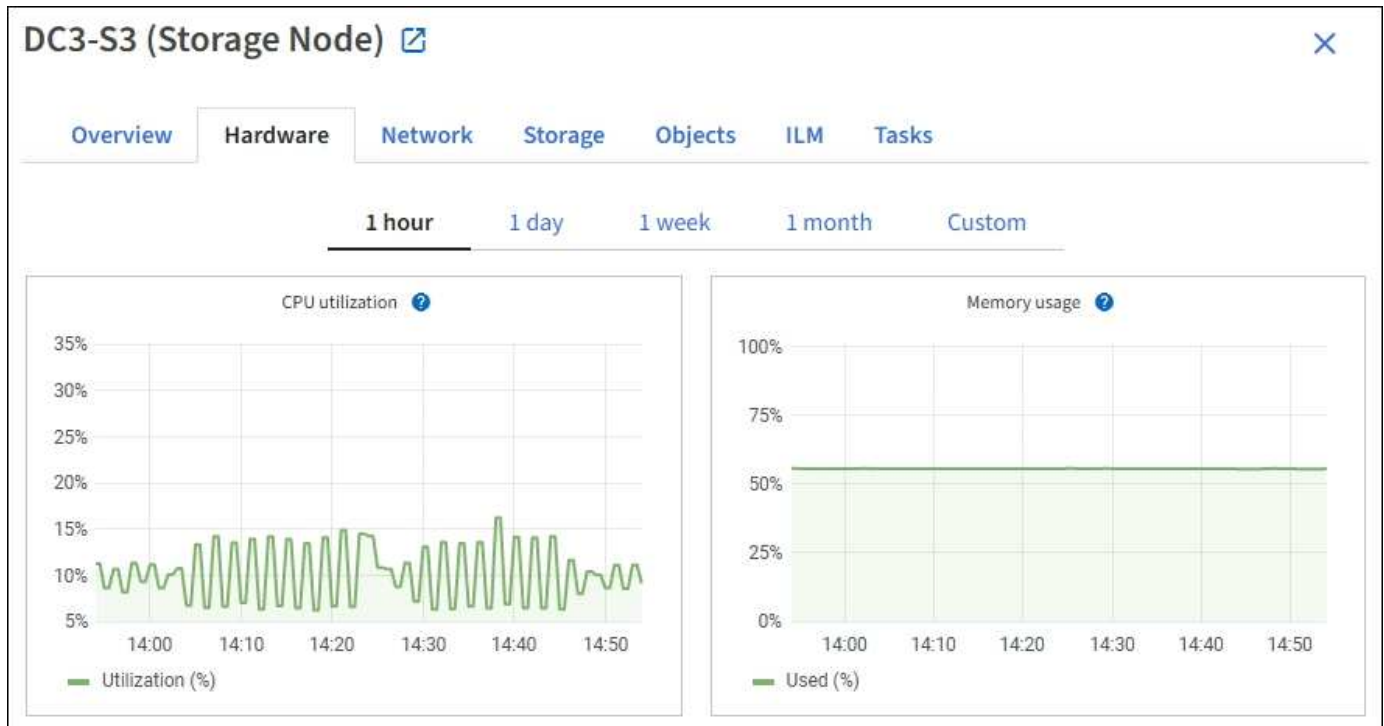 DC3-S3 (Storage Node)
Overview Hardware Network Storage Objects ILM Tasks
1 hour 1 day 1 week 1 month Custom
CPU utilization ?
35%
30%
25%
20%
15%
10%
5%
14:00 14:10 14:20 14:30 14:40 14:50
Utilization (%)
Memory usage ?
100%
75%
50%
25%
0%
14:00 14:10 14:20 14:30 14:40 14:50
Used (%)